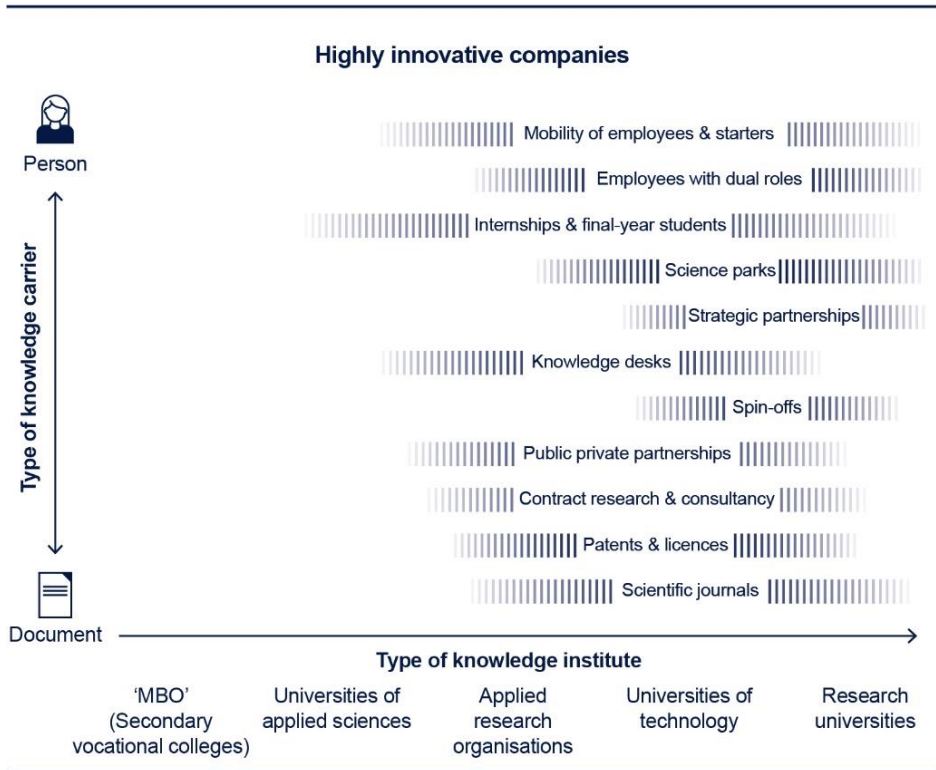 Highly innovative companies
Person
Mobility of employees & starters
Employees with dual roles
Internships & final-year students
Science parks
Strategic partnerships
Knowledge desks
Spin-offs
Public private partnerships
Contract research & consultancy
Patents & licences
Scientific journals
Type of knowledge carrier
Document
Type of knowledge institute
‘MBO’
(Secondary
vocational colleges)
Universities of
applied sciences
Applied
research
organisations
Universities of
technology
Research
universities